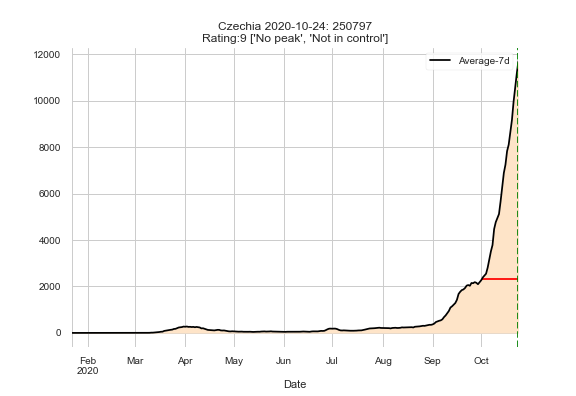 Czechia 2020-10-24: 250797
Rating:9 ['No peak', 'Not in control']
12000
Average-7d
10000
8000
6000
4000
2000
0
Feb Mar Apr May Jun Jul Aug Sep Oct
2020
Date